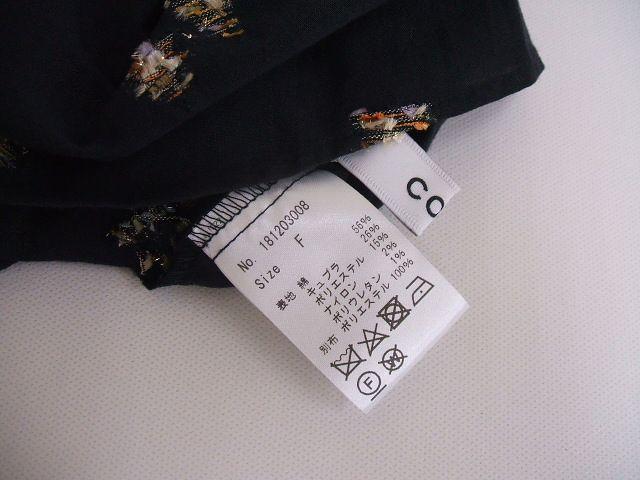 CO
No. 181203008
Size F
表地 綿 56%
キュプラ 26%
ポリエステル 15%
ナイロン 2%
ポリウレタン 1%
別布 ポリエステル 100%
F